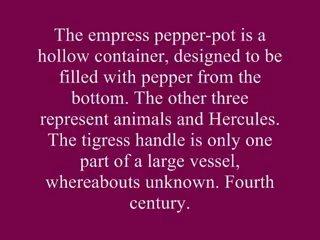 The empress pepper-pot is a
hollow container, designed to be
filled with pepper from the
bottom. The other three
represent animals and Hercules.
The tigress handle is only one
part of a large vessel,
whereabouts unknown. Fourth
century.